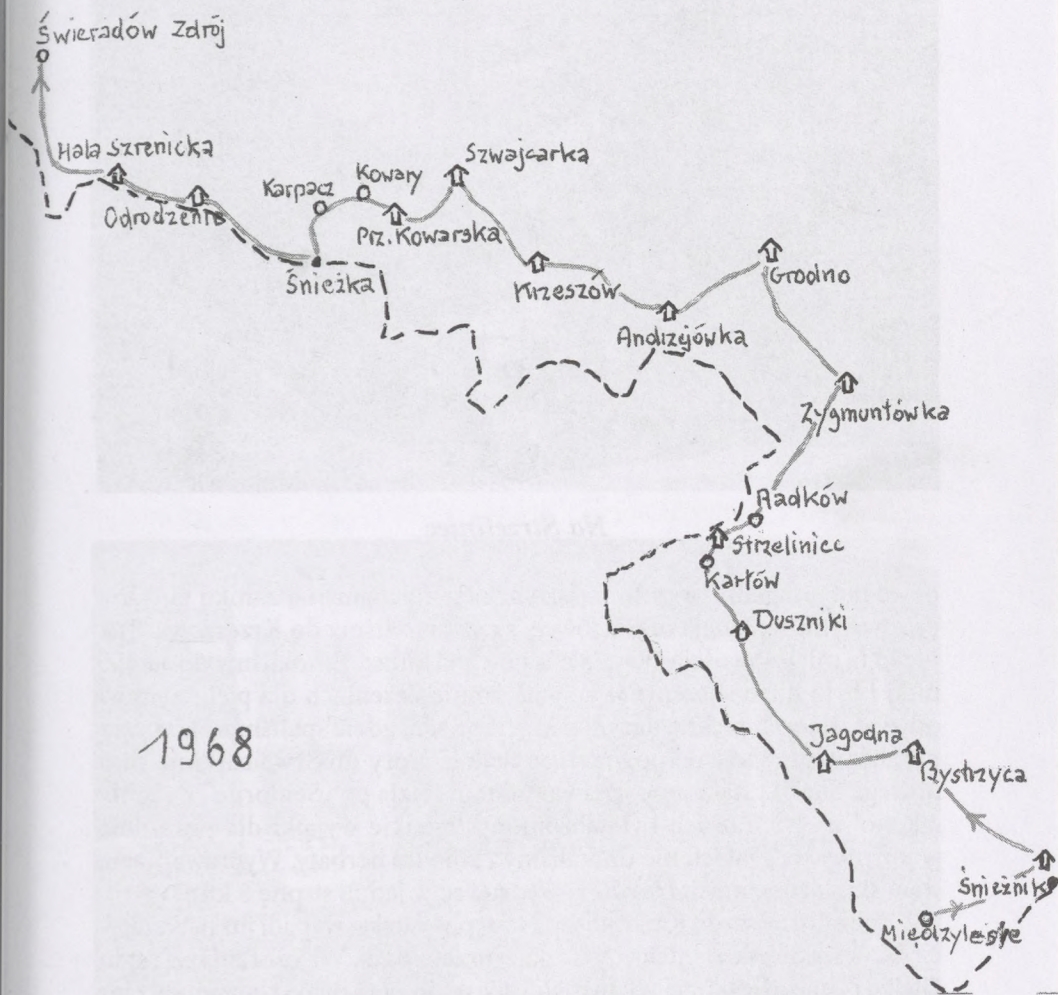 Świeradów Zdrój
Hala Szrenicka
Odrodzenie
Karpacz
Kowary
Szwajcarka
Prz. Kowarska
Śnieżka
Krzeszów
Grodno
Andrzejówka
Zygmuntówka
Radków
Strzeliniec
Karłów
Duszniki
1968
Jagodna
Bystrzyca
Śnieżnik
Międzylesie